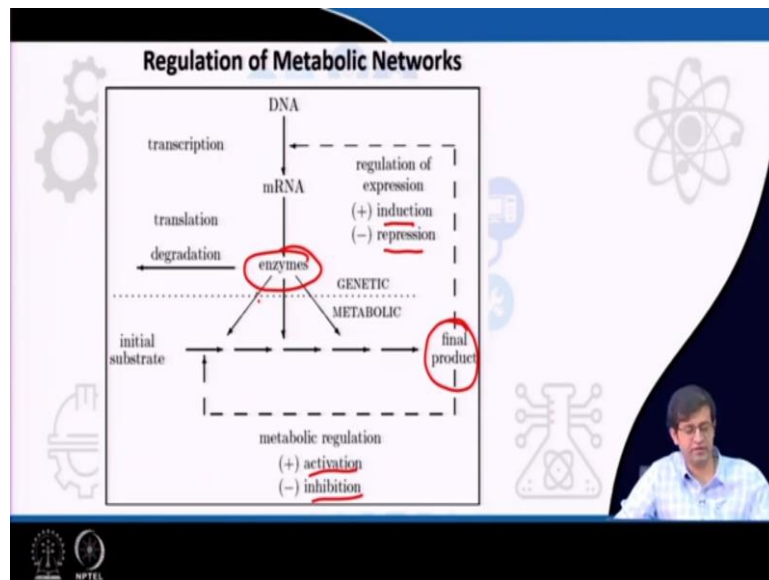 Regulation of Metabolic Networks
DNA
transcription
mRNA
regulation of
expression
(+) induction
(-) repression
translation
degradation
enzymes
GENETIC
METABOLIC
initial
substrate
final
product
metabolic regulation
(+) activation
(-) inhibition
NPTEL